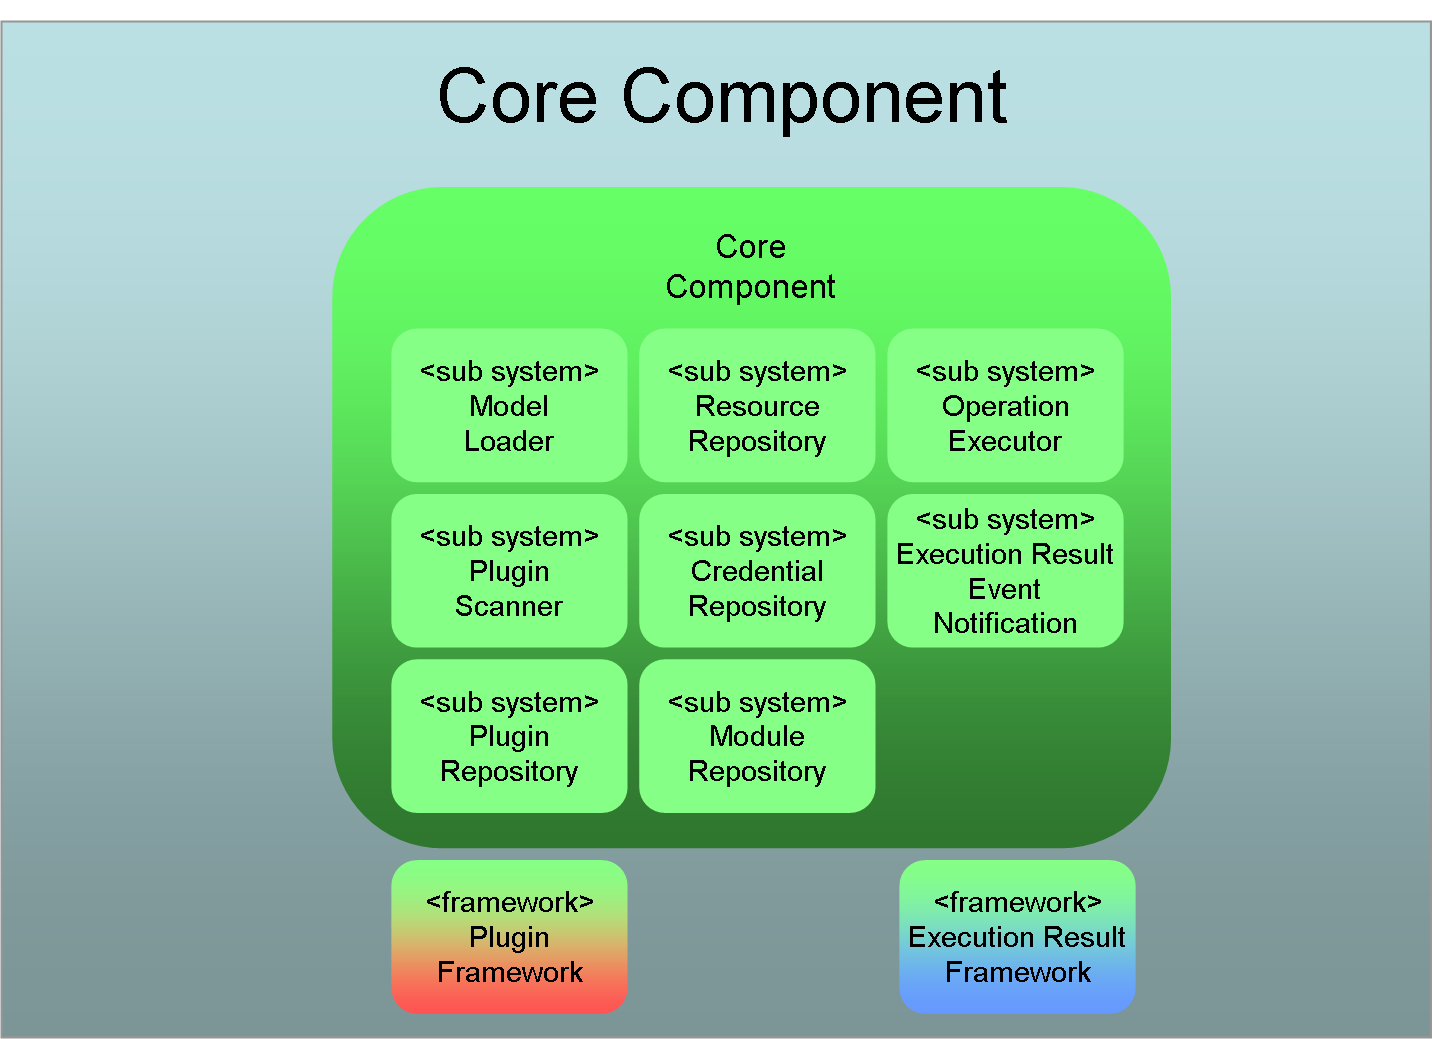 Core Component
Core
Component
<sub system>
Model
Loader
<sub system>
Resource
Repository
<sub system>
Operation
Executor
<sub system>
Plugin
Scanner
<sub system>
Credential
Repository
<sub system>
Execution Result
Event
Notification
<sub system>
Plugin
Repository
<sub system>
Module
Repository
<framework>
Plugin
Framework
<framework>
Execution Result
Framework